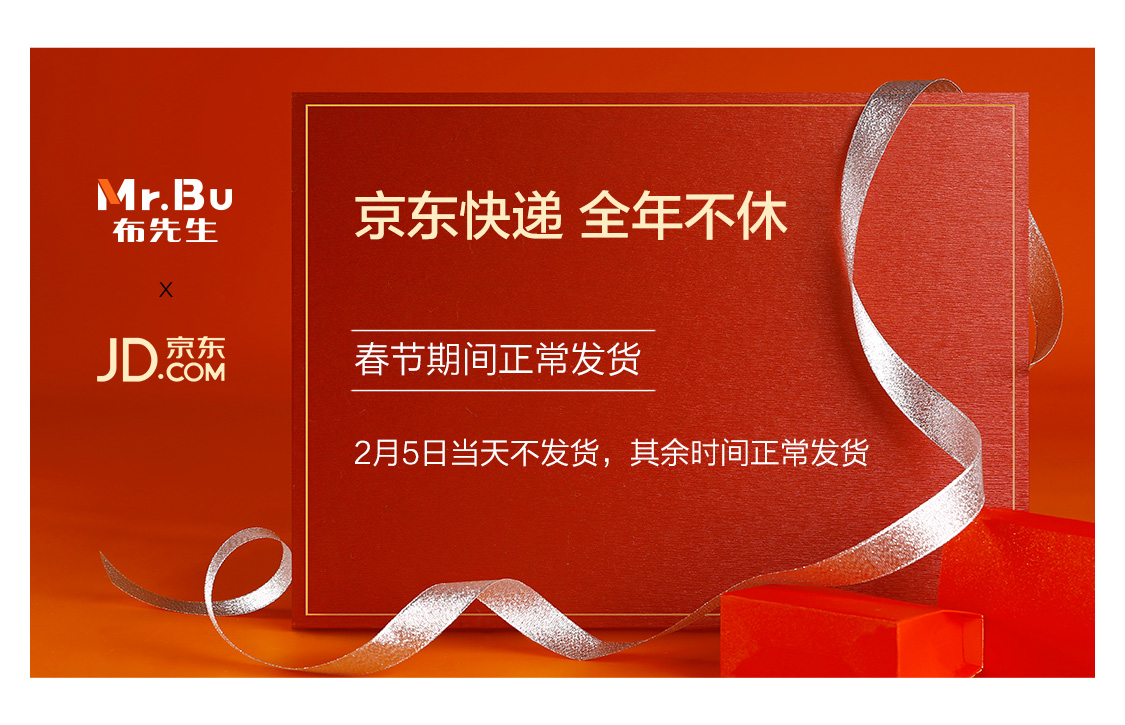 Mr.Bu
布先生
X
JD.京东
.COM
京东快递 全年不休
春节期间正常发货
2月5日当天不发货，其余时间正常发货